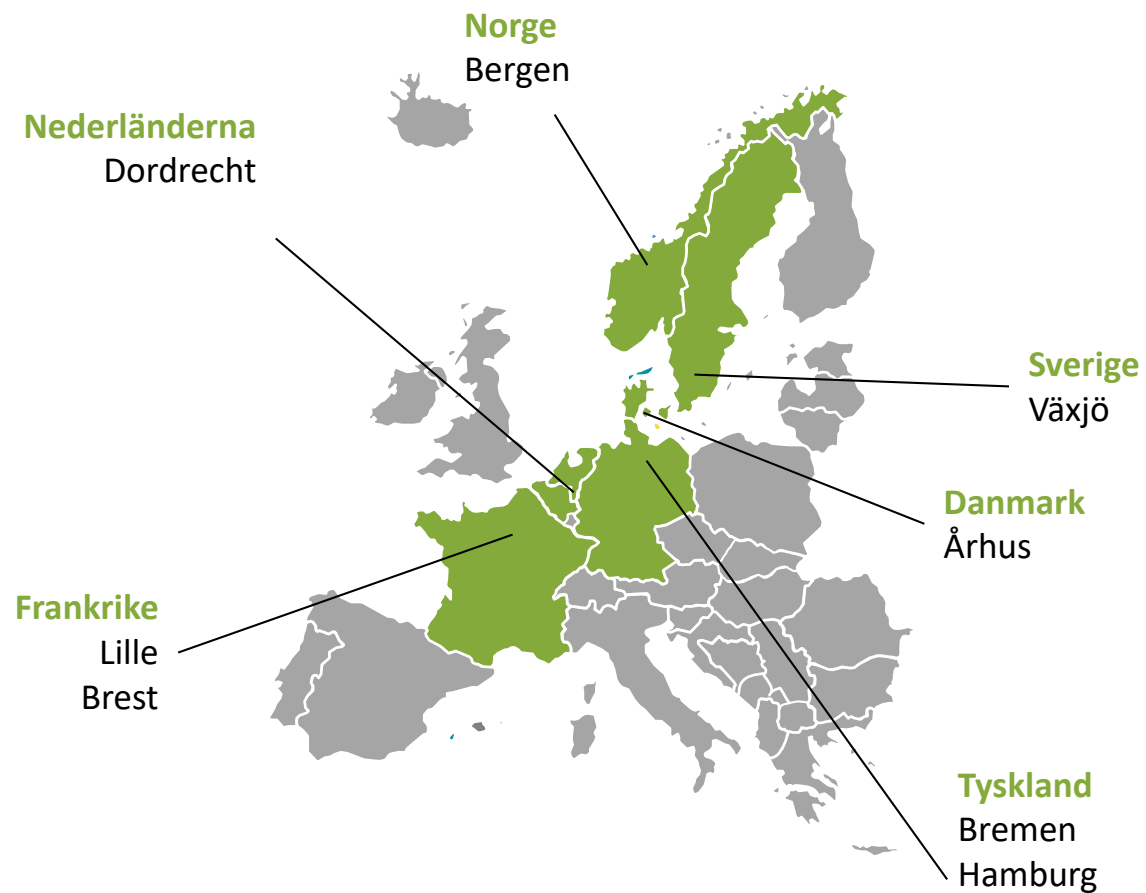 Norge
Bergen
Nederländerna
Dordrecht
Sverige
Växjö
Danmark
Århus
Frankrike
Lille
Brest
Tyskland
Bremen
Hamburg